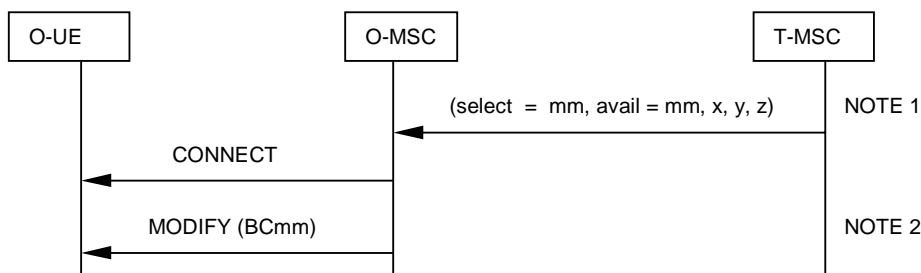 O-UE
O-MSC
T-MSC
(select = mm, avail = mm, x, y, z)
NOTE 1
CONNECT
MODIFY (BCmm)
NOTE 2